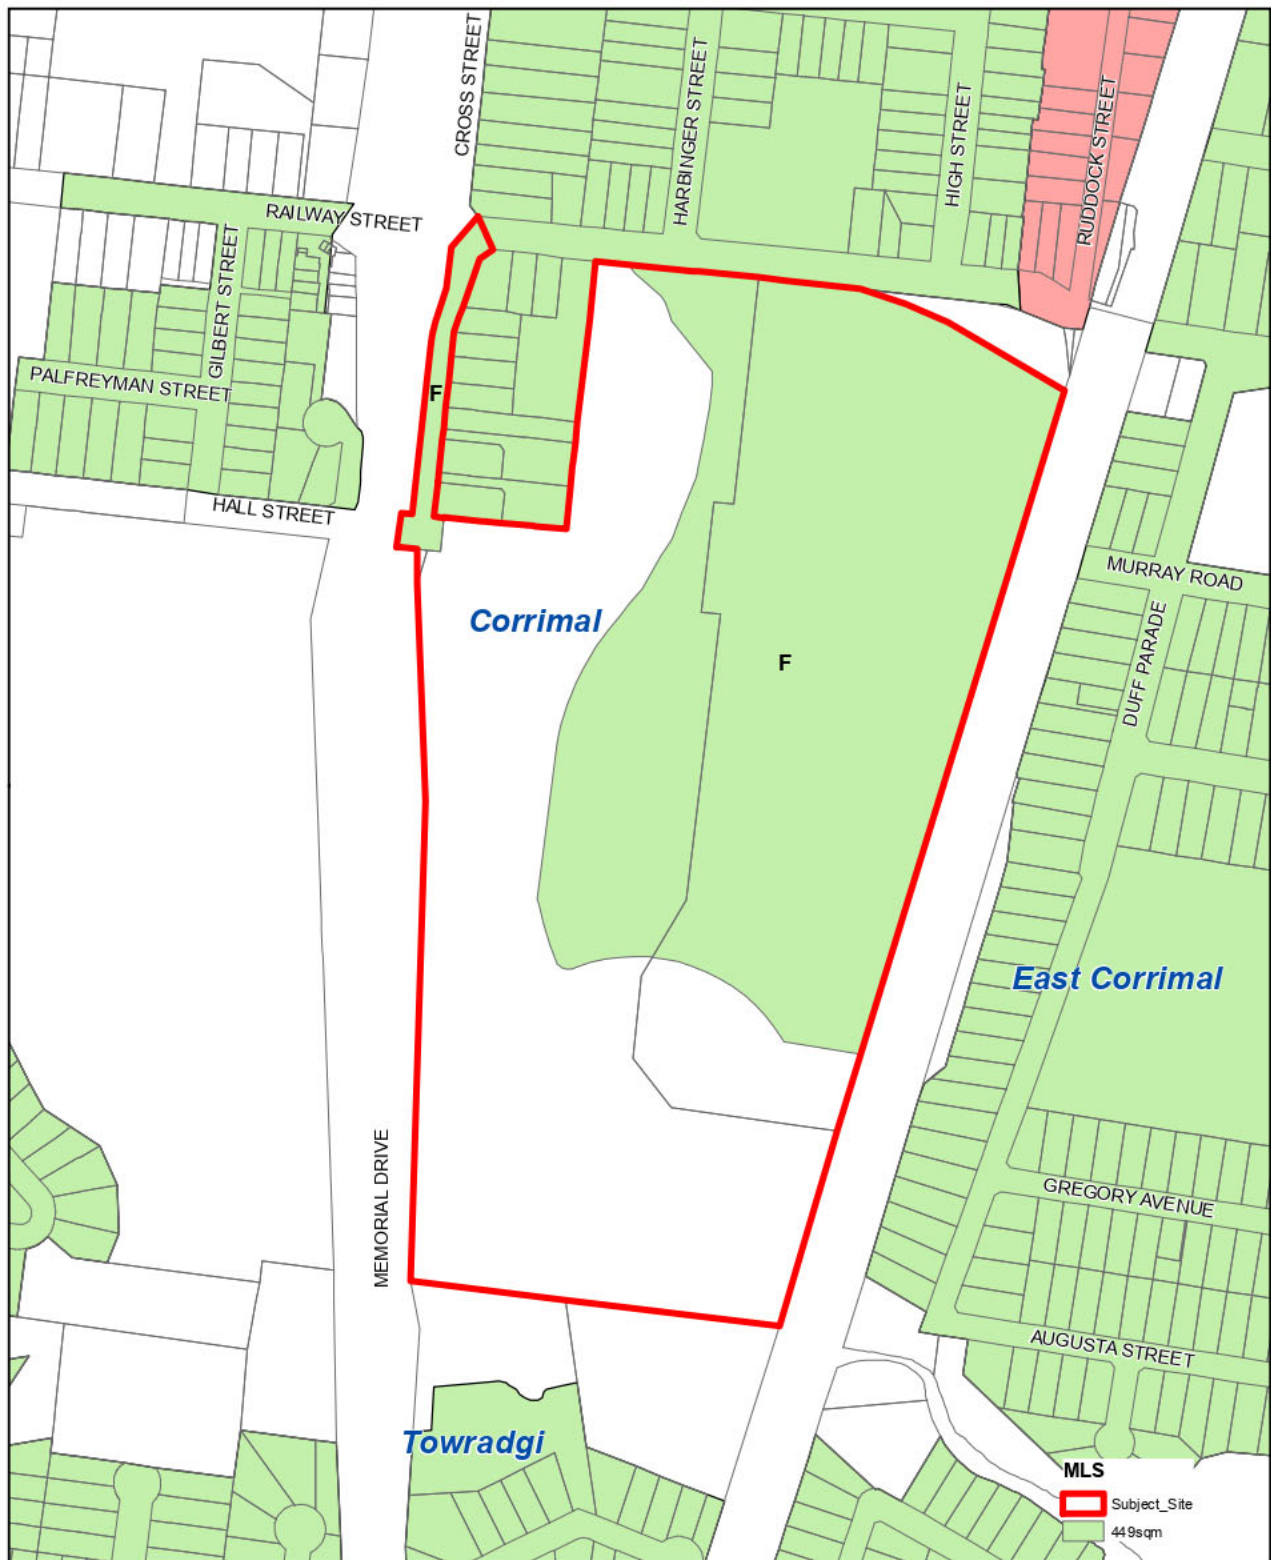 CROSS STREET
HARBINGER STREET
HIGH STREET
RUDDOCK STREET
RAILWAY STREET
GILBERT STREET
PALFREYMAN STREET
F
HALL STREET
MURRAY ROAD
Corrimal
DUFF PARADE
F
East Corrimal
MEMORIAL DRIVE
GREGORY AVENUE
AUGUSTA STREET
Towradgi
MLS
Subject_Site
449sqm